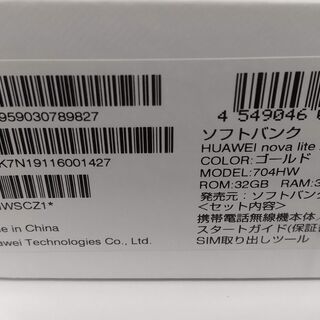 959030789827
K7N19116001427
WSCZ1*
e in China
awei Technologies Co., Ltd.
4 549046
ソフトバンク
HUAWEI nova lite
COLOR:ゴールド
MODEL:704HW
ROM:32GB RAM:3
発売元：ソフトバンク
<セット内容>
携帯電話無線機本体
スタートガイド(保証書
SIM取り出しツール